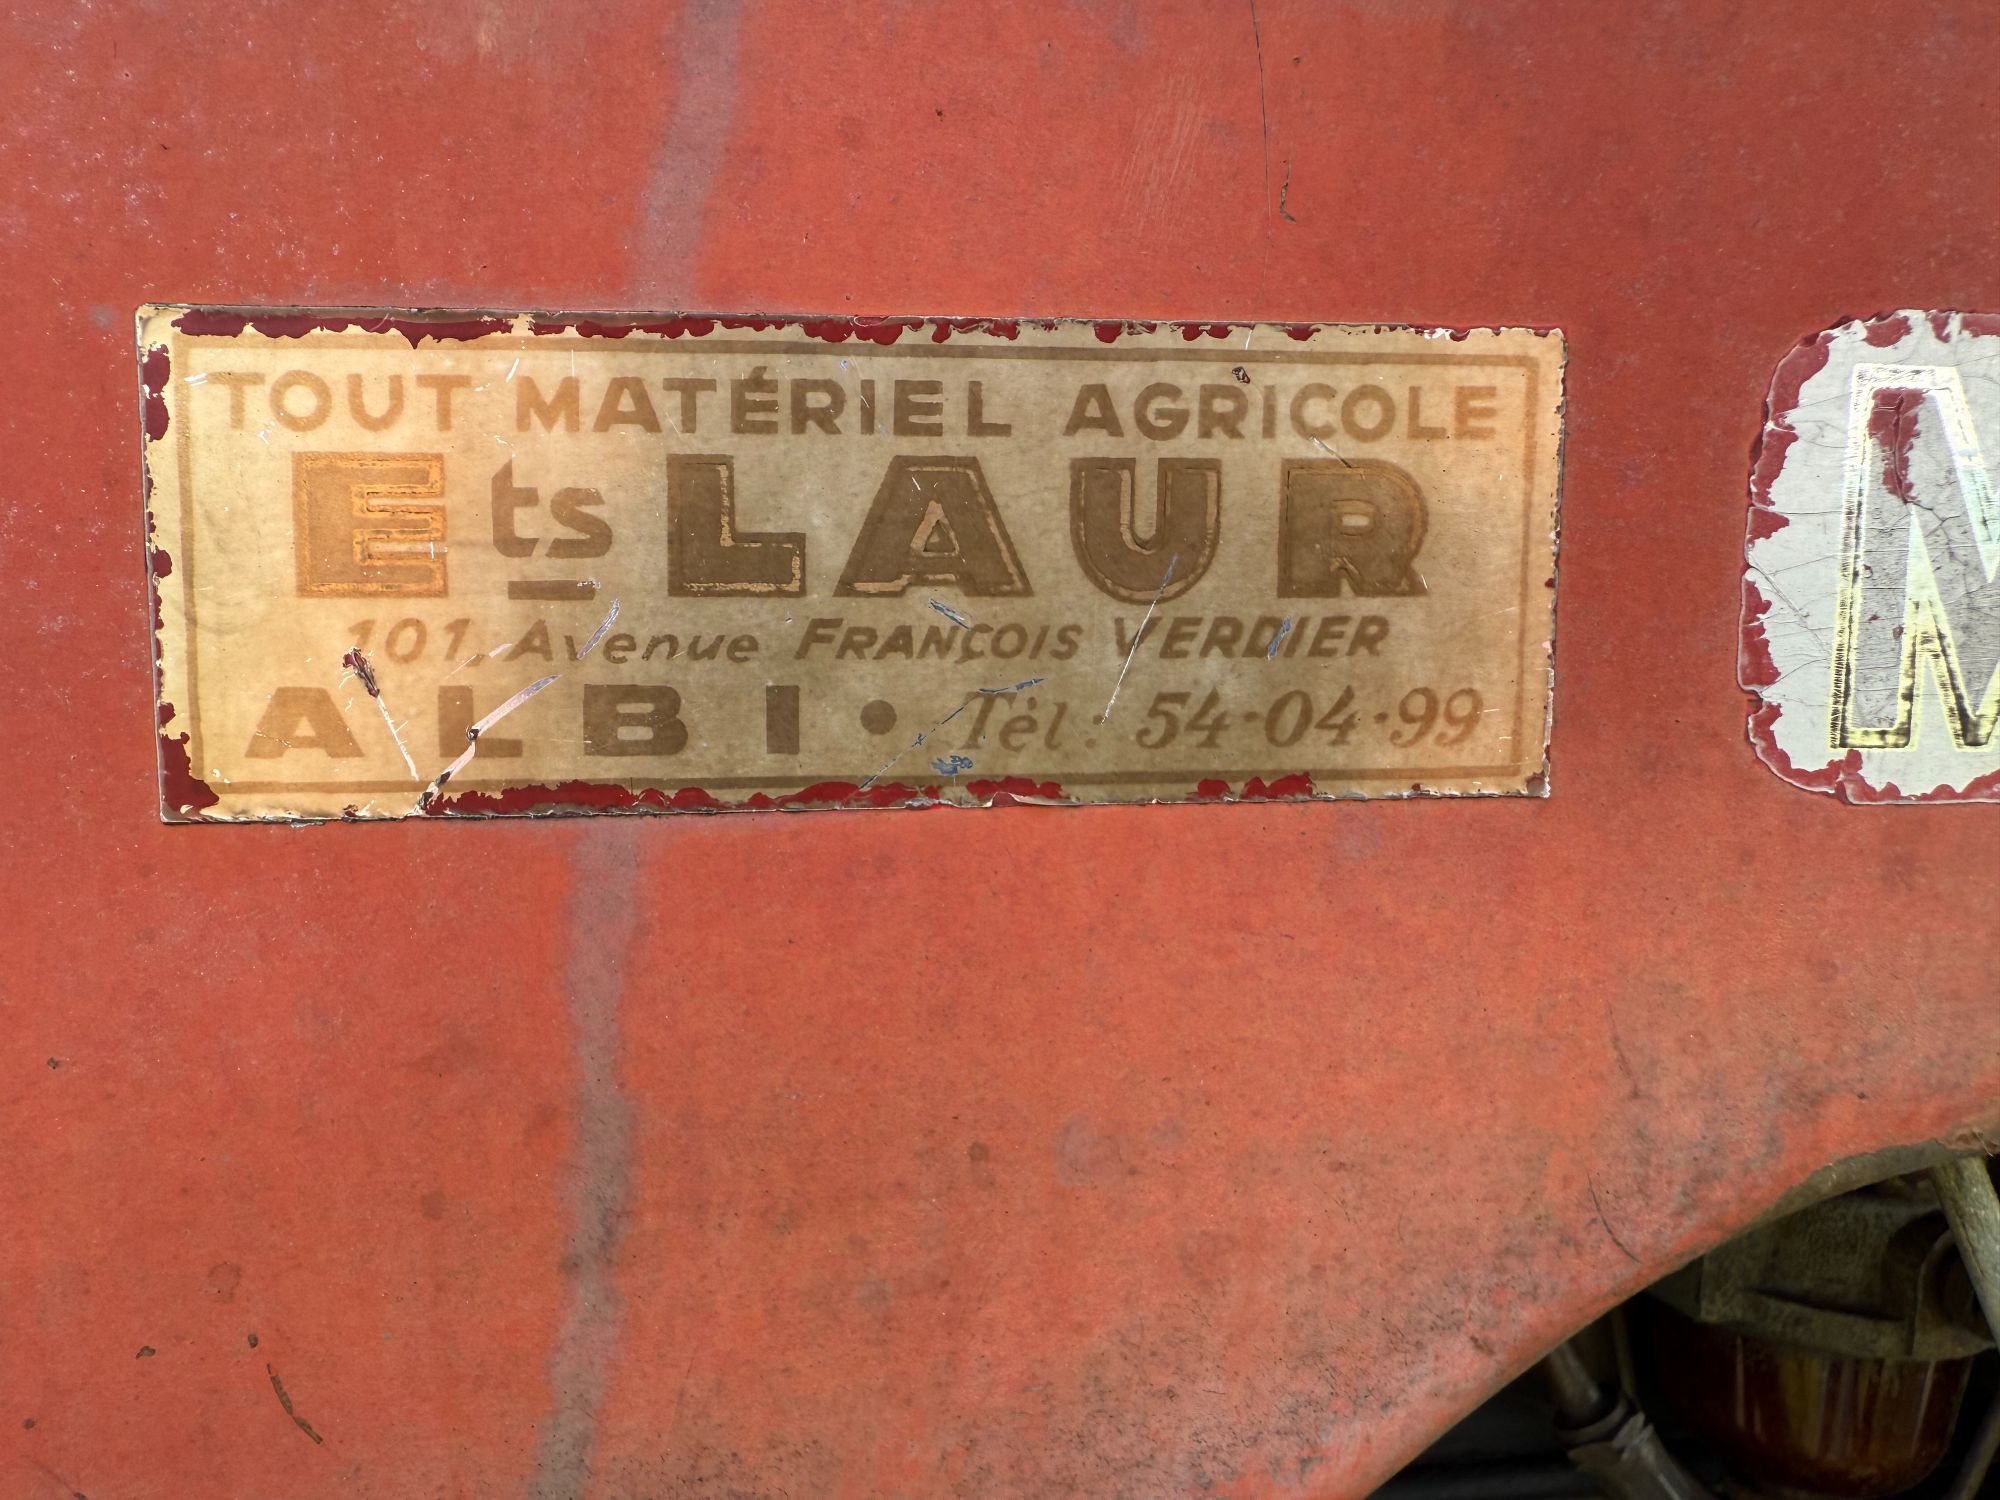 TOUT MATÉRIEL AGRICOLE
Ets LAUR
101, Avenue FRANÇOIS VERDIER
ALBI • Tél : 54·04·99
M